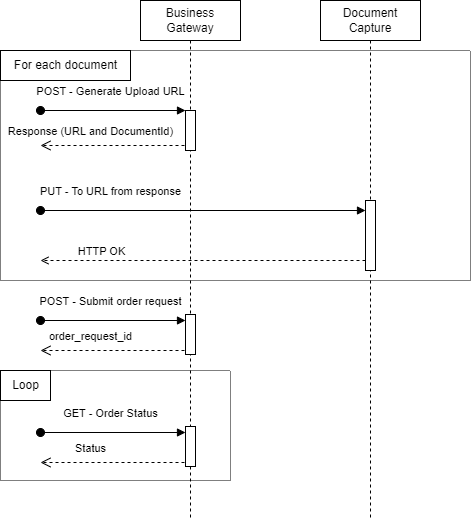 Business
Gateway
Document
Capture
For each document
POST - Generate Upload URL
Response (URL and DocumentId)
PUT - To URL from response
HTTP OK
POST - Submit order request
order_request_id
Loop
GET - Order Status
Status